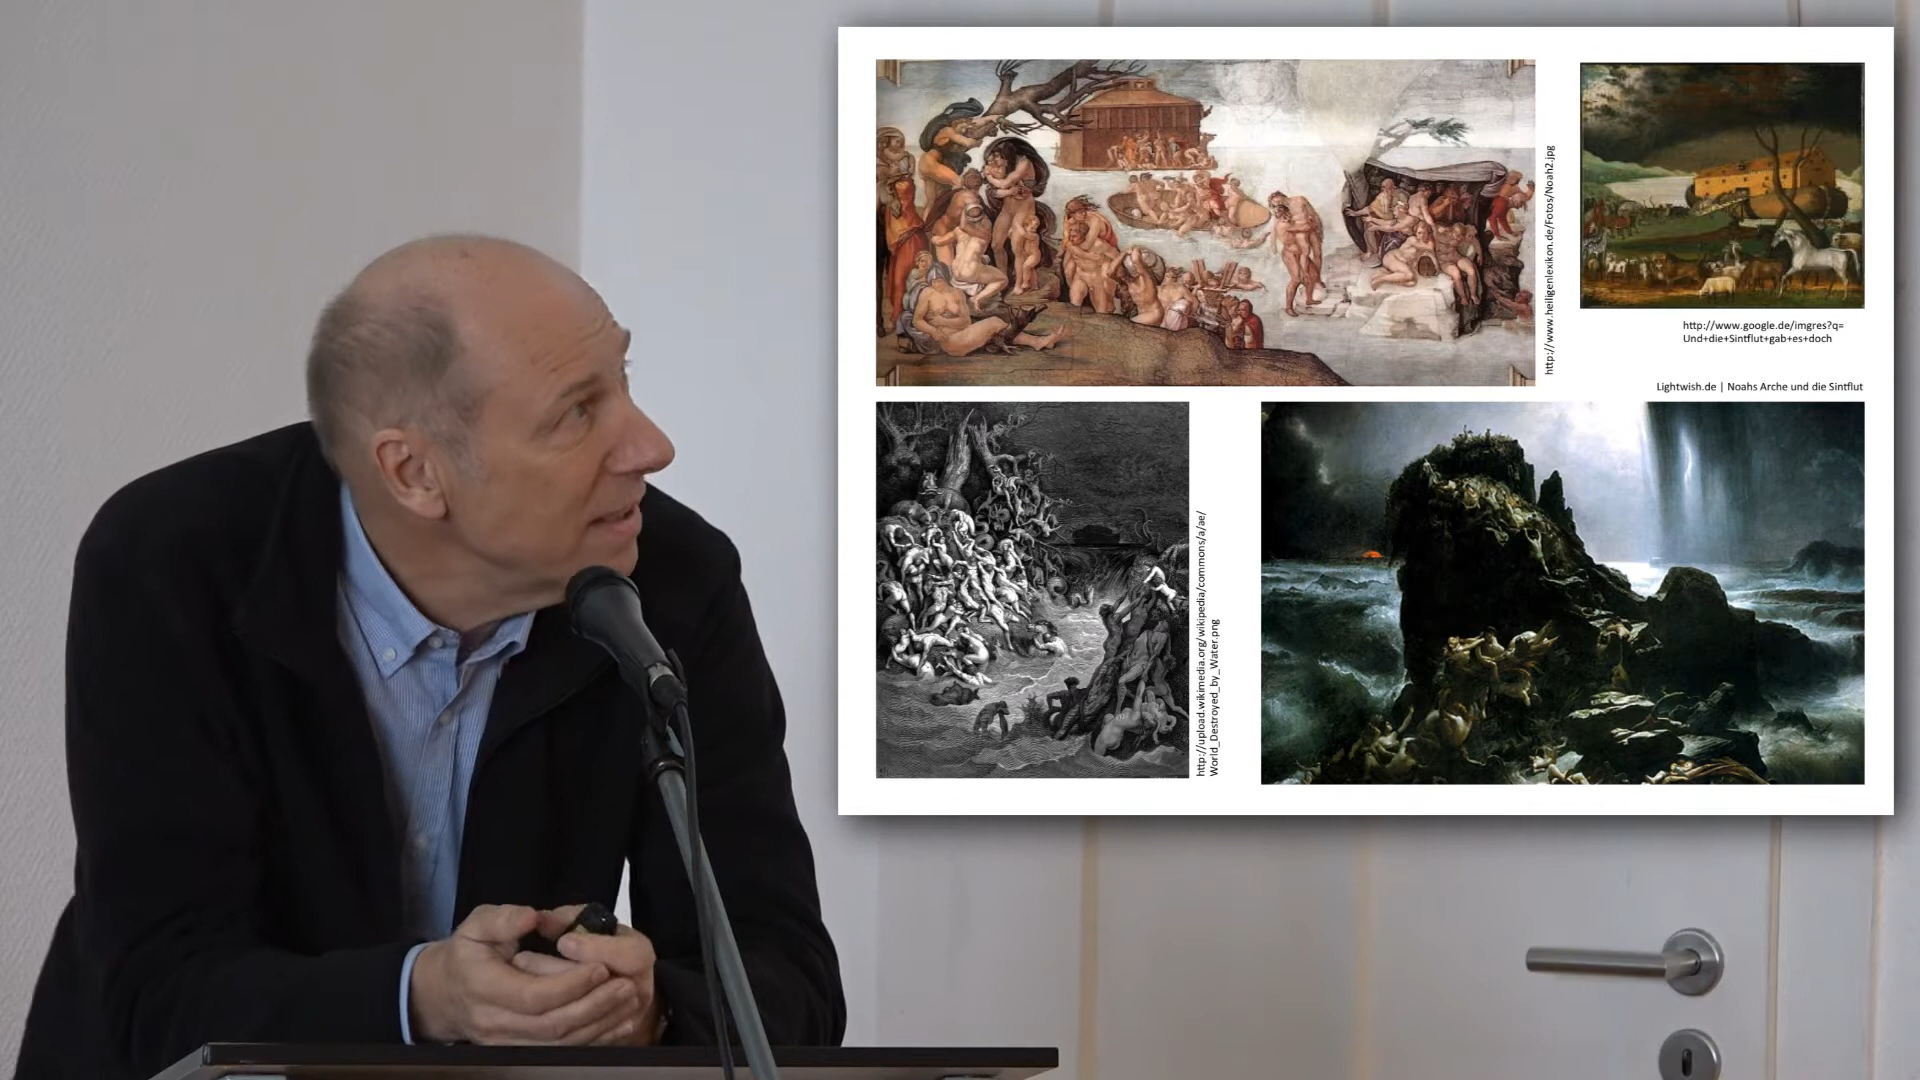 http://www.heiligenlexikon.de/Fotos/Noah2.jpg
http://www.google.de/imgres?q=
Und+die+Sintflut+gab+es+doch
Lightwish.de | Noahs Arche und die Sintflut
http://upload.wikimedia.org/wikipedia/commons/a/ae/
World_Destroyed_by_Water.png